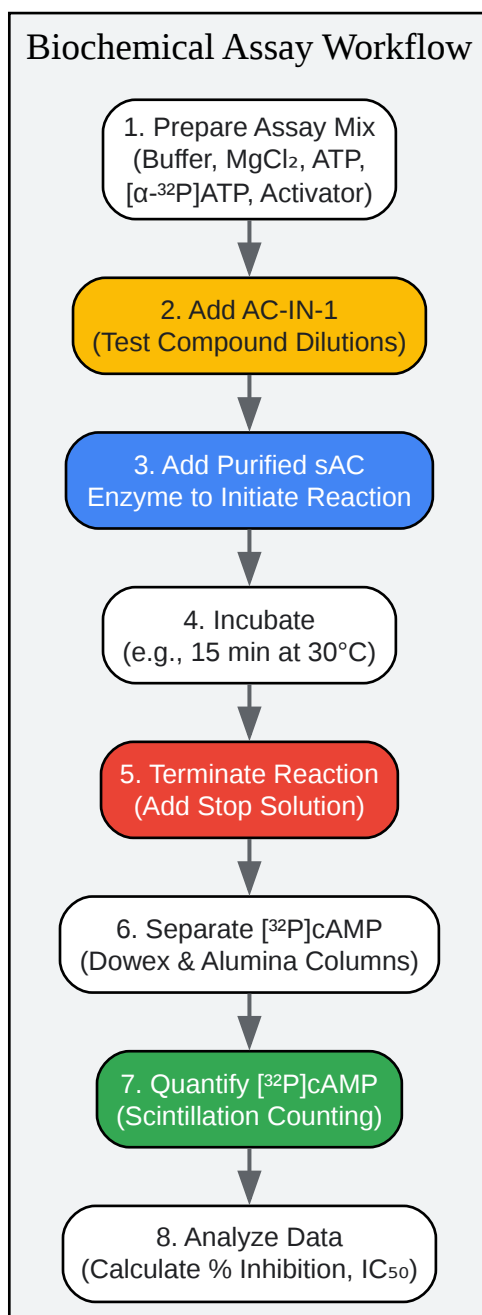 Biochemical Assay Workflow
1. Prepare Assay Mix
(Buffer, MgCl₂, ATP,
[α-³²P]ATP, Activator)
2. Add AC-IN-1
(Test Compound Dilutions)
3. Add Purified sAC
Enzyme to Initiate Reaction
4. Incubate
(e.g., 15 min at 30°C)
5. Terminate Reaction
(Add Stop Solution)
6. Separate [³²P]cAMP
(Dowex & Alumina Columns)
7. Quantify [³²P]cAMP
(Scintillation Counting)
8. Analyze Data
(Calculate % Inhibition, IC₅₀)